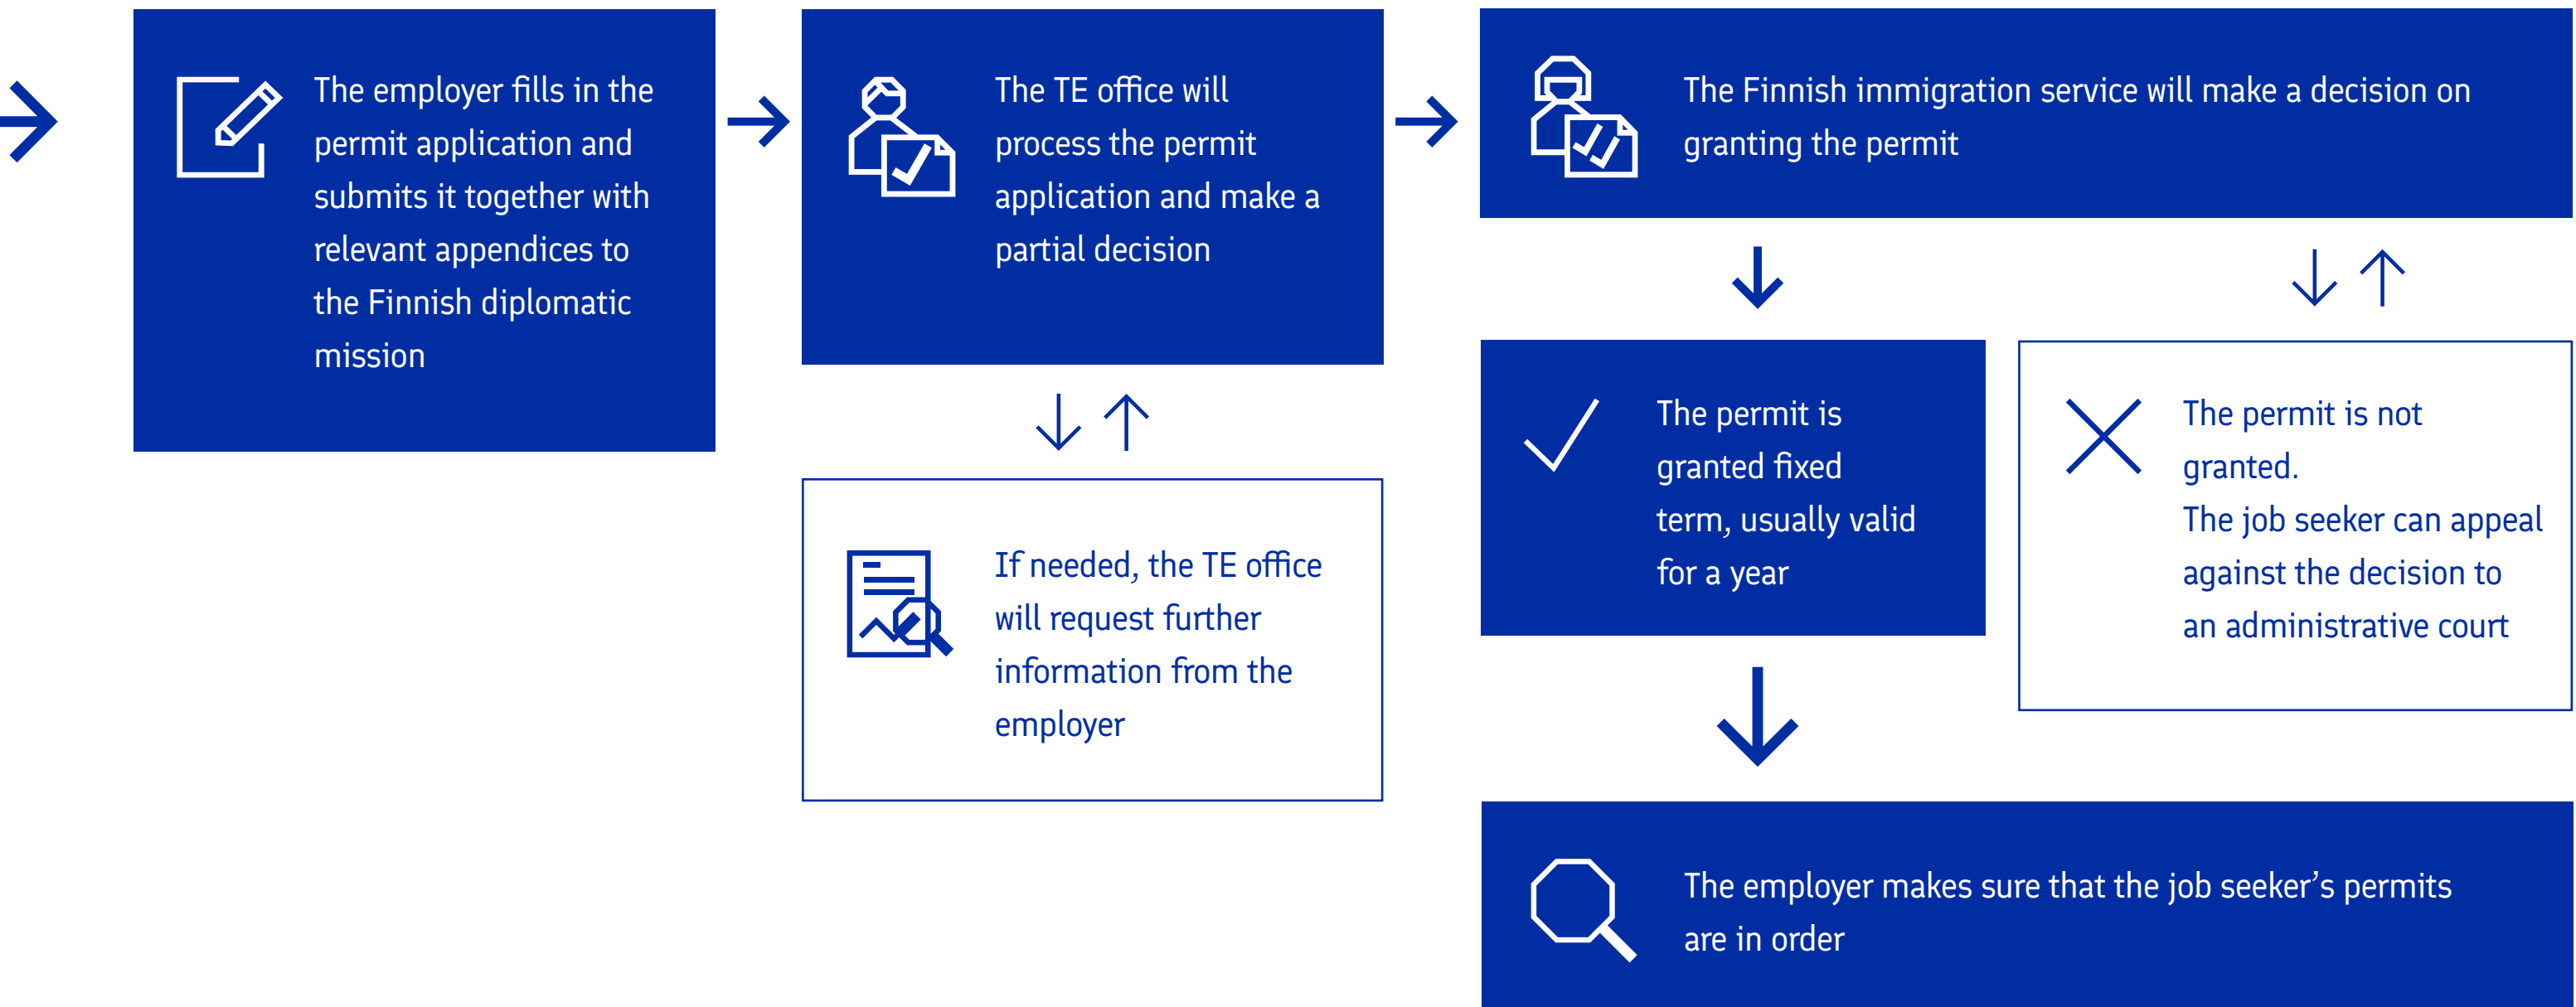 The employer fills in the
permit application and
submits it together with
relevant appendices to
the Finnish diplomatic
mission
The TE office will
process the permit
application and make a
partial decision
If needed, the TE office
will request further
information from the
employer
The Finnish immigration service will make a decision on
granting the permit
The permit is
granted fixed
term, usually valid
for a year
The permit is not
granted.
The job seeker can appeal
against the decision to
an administrative court
The employer makes sure that the job seeker’s permits
are in order